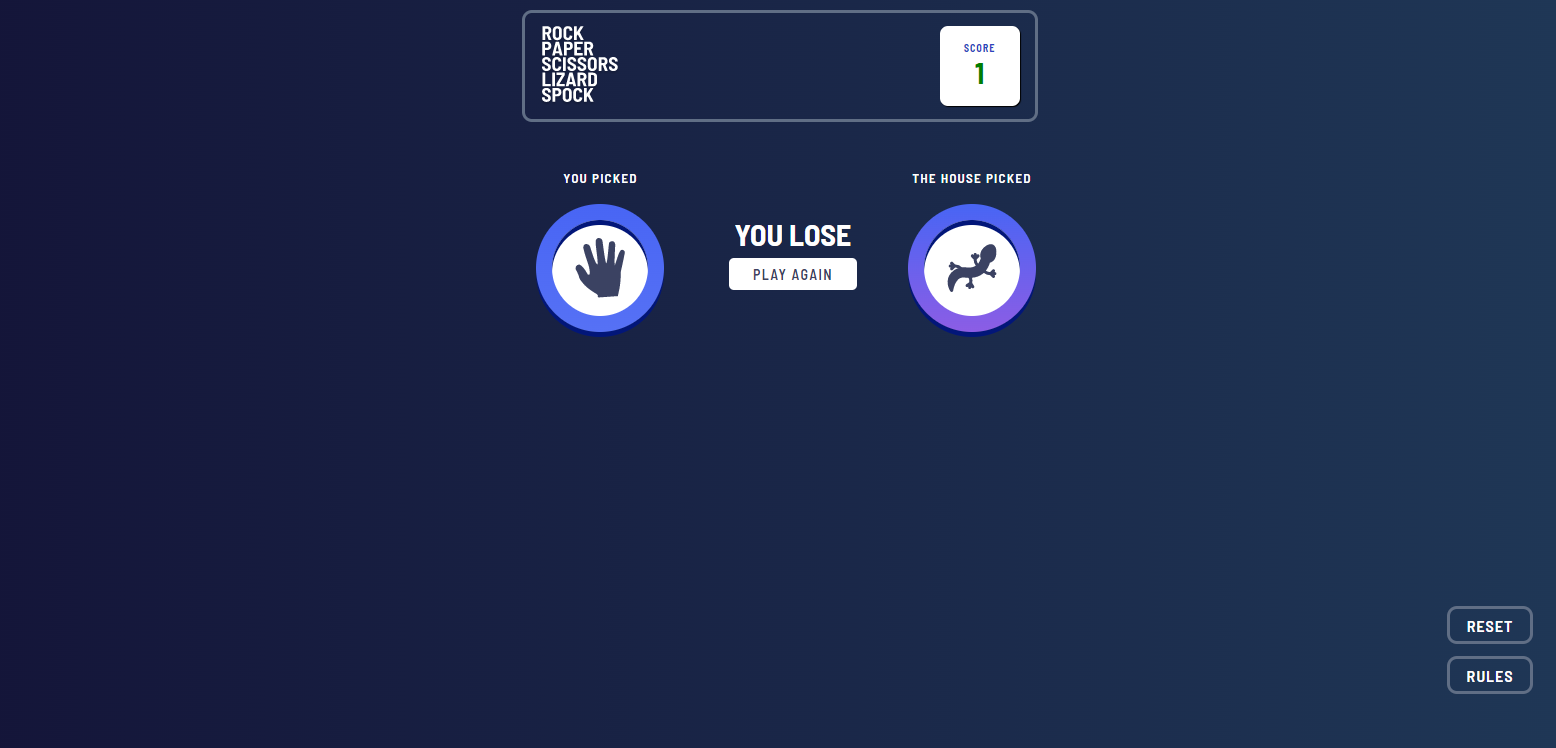 ROCK
PAPER
SCISSORS
LIZARD
SPOCK
SCORE
1
YOU PICKED
THE HOUSE PICKED
YOU LOSE
PLAY AGAIN
RESET
RULES